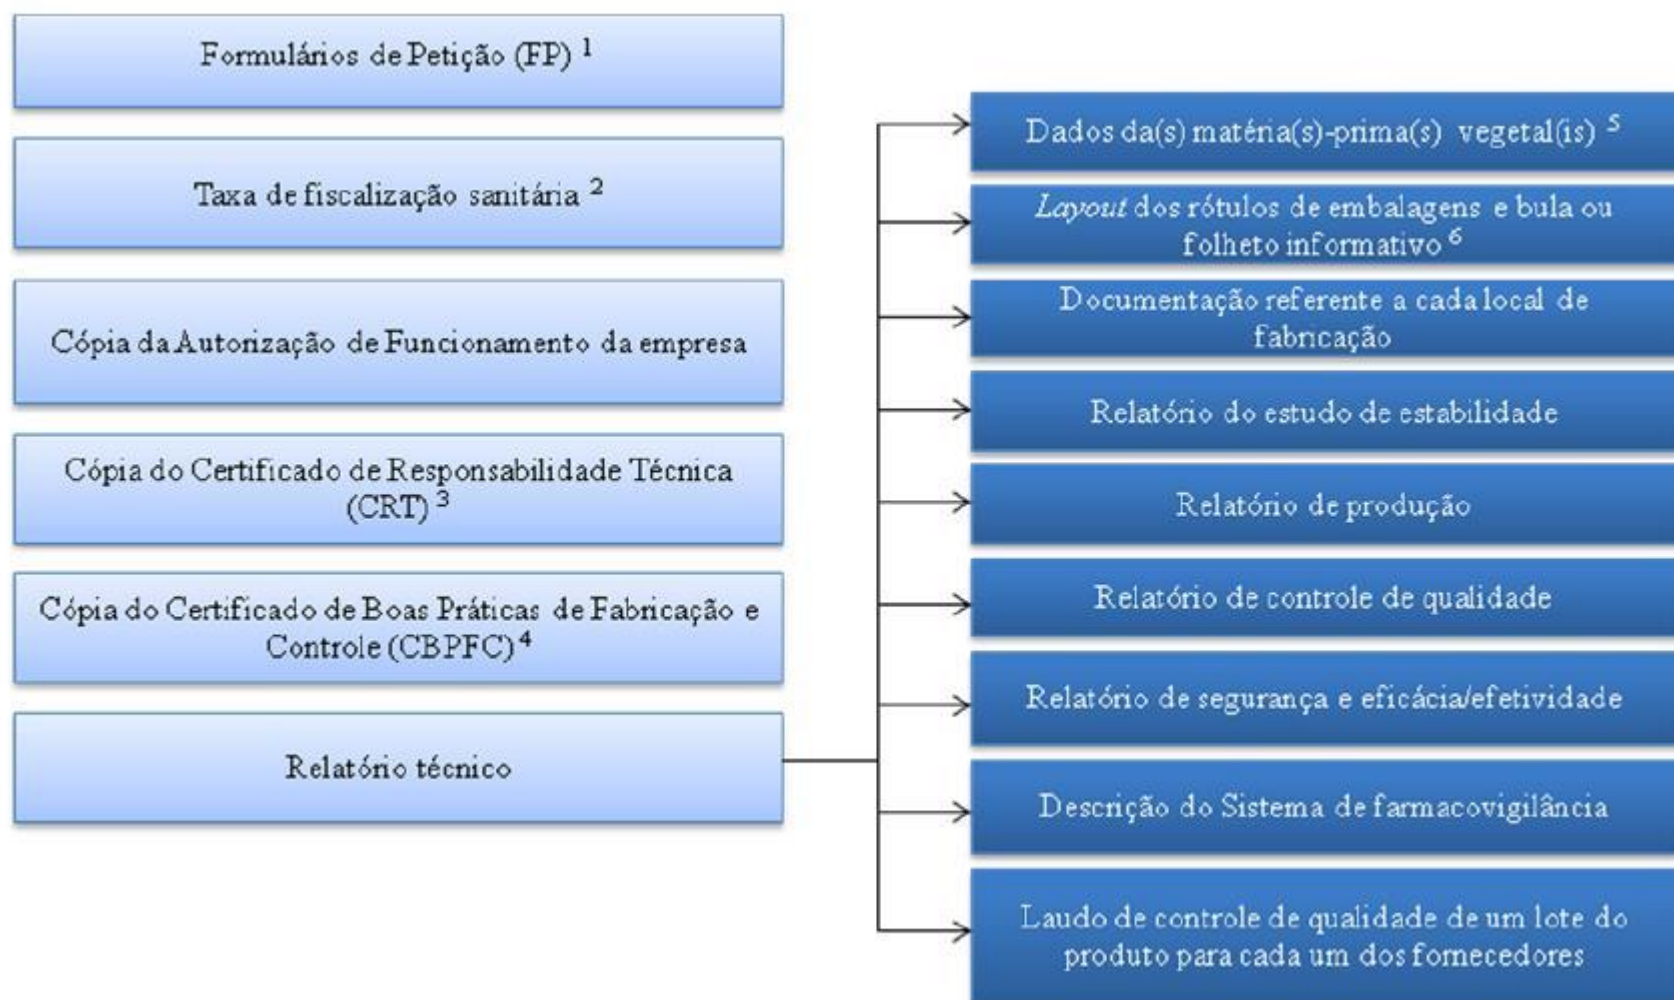 Formulários de Petição (FP) 1
Taxa de fiscalização sanitária 2
Cópia da Autorização de Funcionamento da empresa
Cópia do Certificado de Responsabilidade Técnica
(CRT) 3
Cópia do Certificado de Boas Práticas de Fabricação e
Controle (CBPFC) 4
Relatório técnico
Dados da(s) matéria(s)-prima(s) vegetal(is) 5
Layout dos rótulos de embalagens e bula ou
folheto informativo 6
Documentação referente a cada local de
fabricação
Relatório do estudo de estabilidade
Relatório de produção
Relatório de controle de qualidade
Relatório de segurança e eficácia/efetividade
Descrição do Sistema de farmacovigilância
Laudo de controle de qualidade de um lote do
produto para cada um dos fornecedores